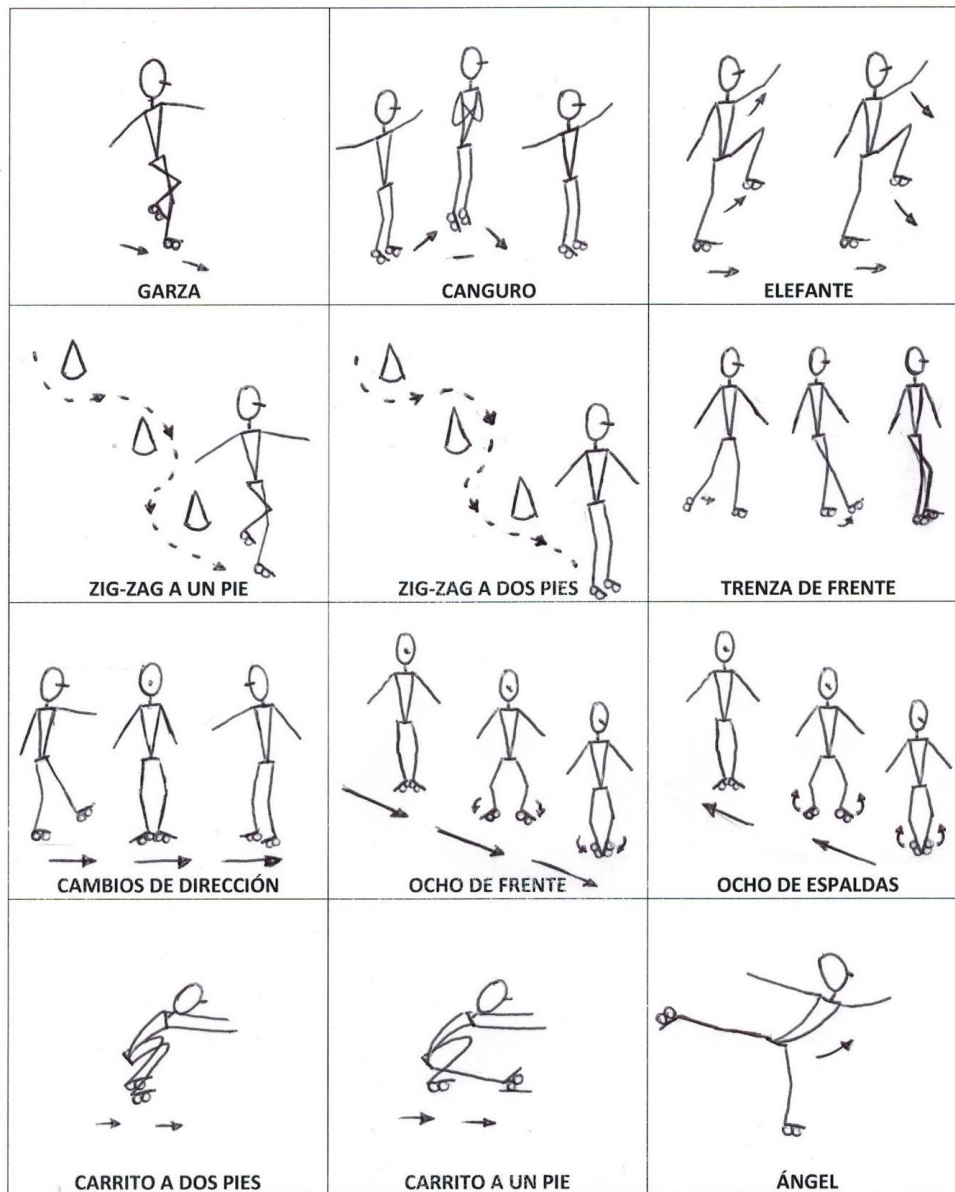 GARZA
CANGURO
ELEFANTE
ZIG-ZAG A UN PIE
ZIG-ZAG A DOS PIES
TRENZA DE FRENTE
CAMBIOS DE DIRECCIÓN
OCHO DE FRENTE
OCHO DE ESPALDAS
CARRITO A DOS PIES
CARRITO A UN PIE
ÁNGEL